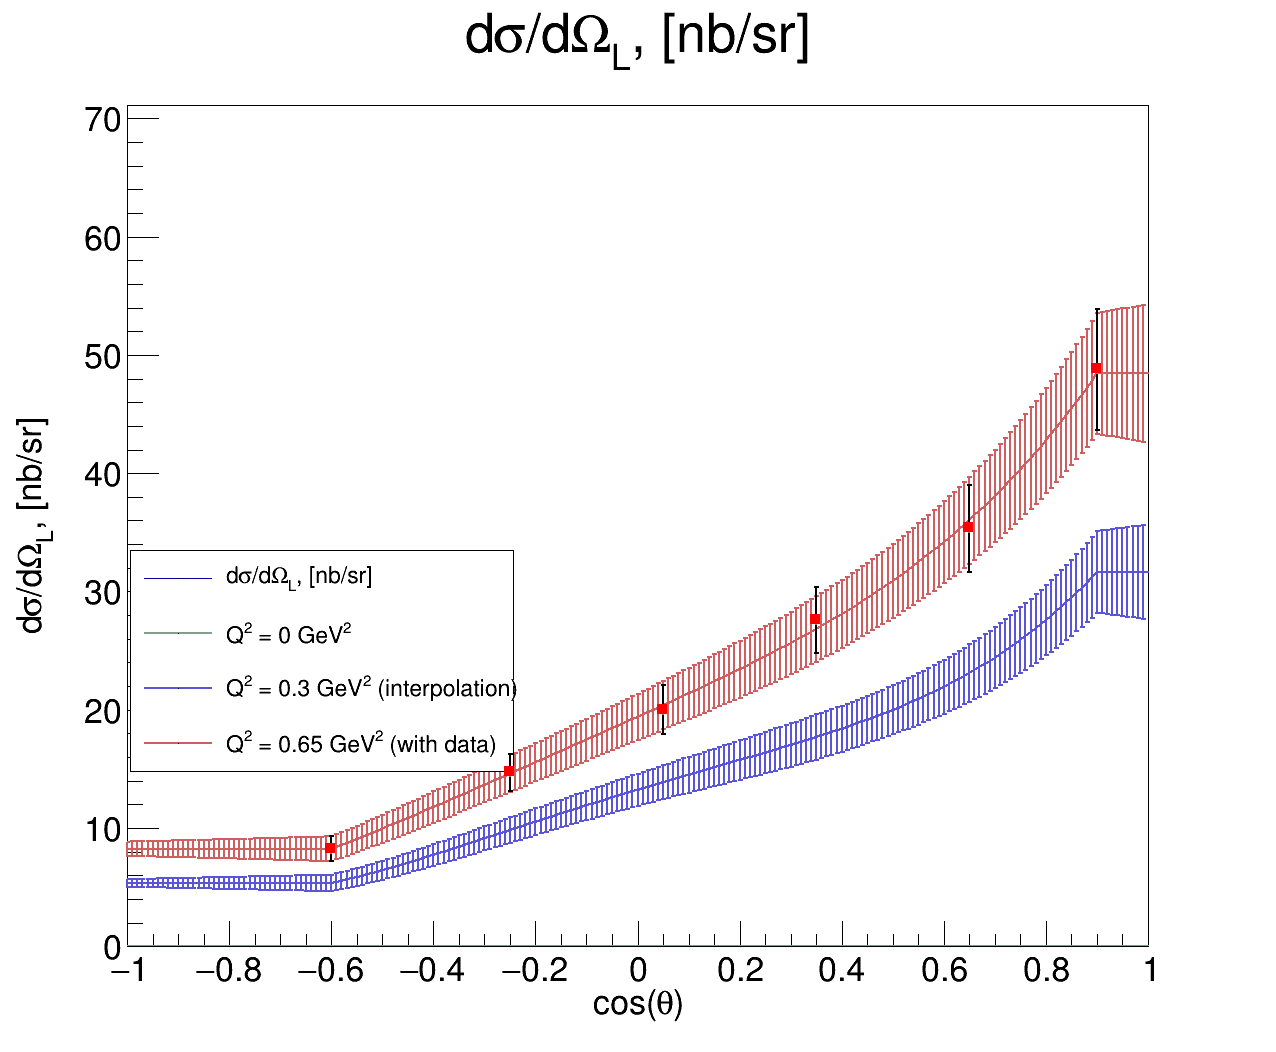 dσ/dΩL, [nb/sr]
70
60
50
40
30
20
10
0
dσ/dΩL, [nb/sr]
dσ/dΩL, [nb/sr]
Q² = 0 GeV²
Q² = 0.3 GeV² (interpolation)
Q² = 0.65 GeV² (with data)
−1 −0.8 −0.6 −0.4 −0.2 0 0.2 0.4 0.6 0.8 1
cos(θ)